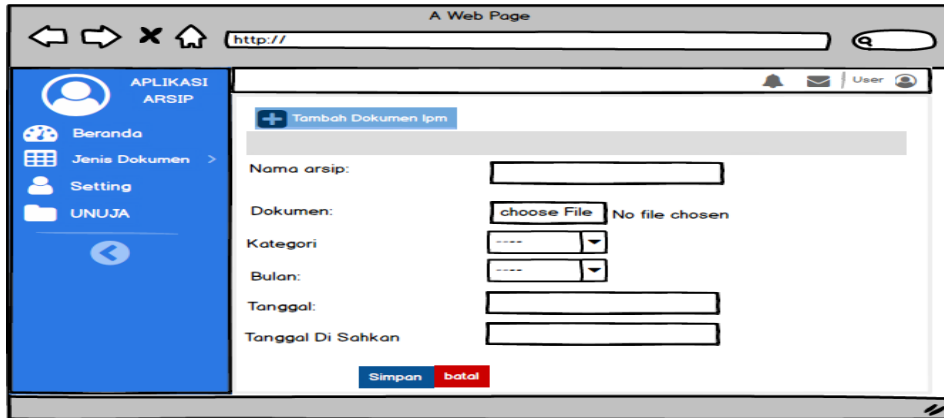 A Web Page
http://
APLIKASI
ARSIP
Beranda
Jenis Dokumen >
Setting
UNUJA
User
Tambah Dokumen lpm
Nama arsip:
Dokumen: choose File No file chosen
Kategori ----
Bulan: ----
Tanggal:
Tanggal Di Sahkan
Simpan batal